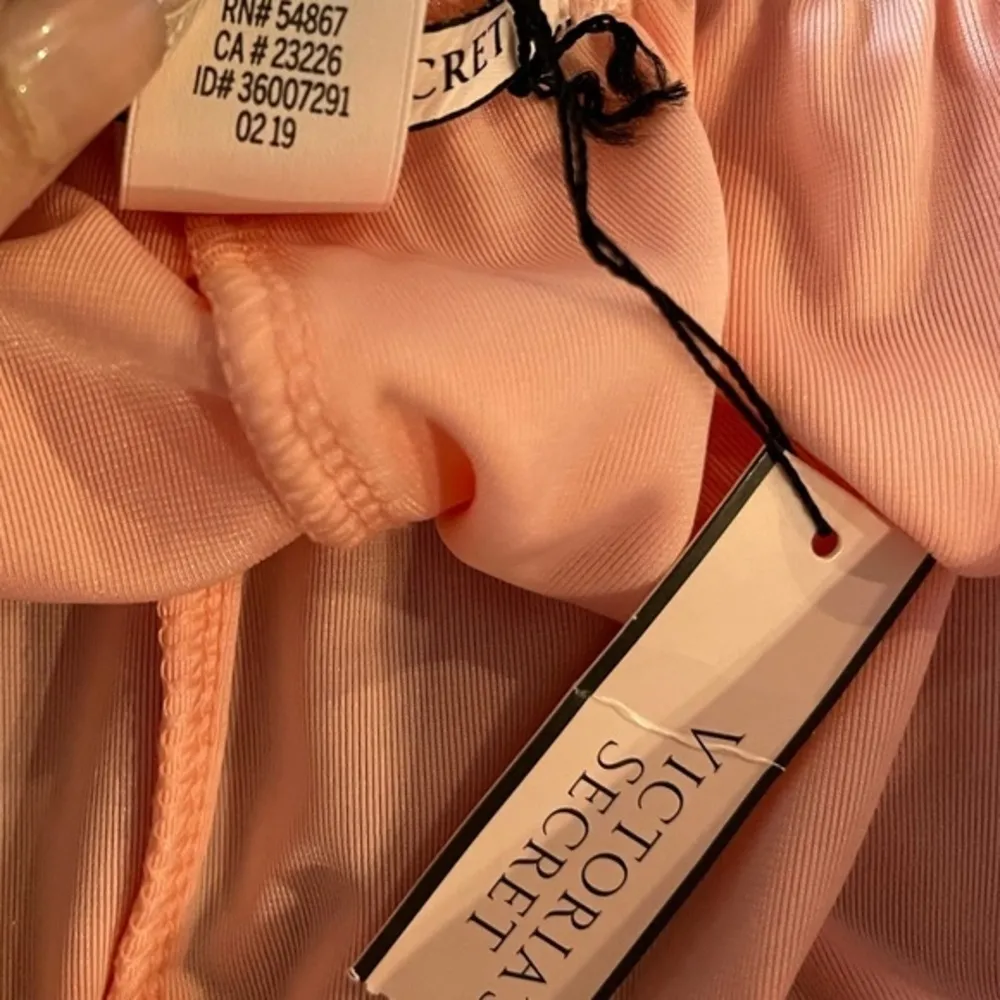 RN# 54867
CA # 23226
ID# 36007291
02 19
CRET
VICTORIA'S
SECRET